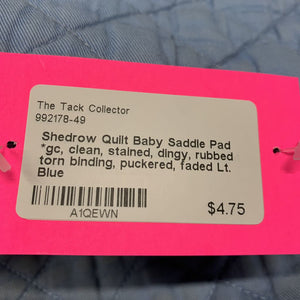 The Tack Collector
992178-49
Shedrow Quilt Baby Saddle Pad
*gc, clean, stained, dingy, rubbed
torn binding, puckered, faded Lt.
Blue
A1QEWN
$4.75